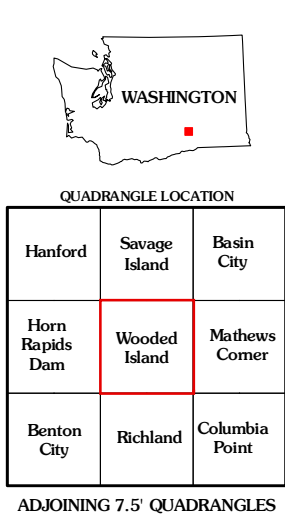 WASHINGTON
QUADRANGLE LOCATION
Hanford
Savage
Island
Basin
City
Horn
Rapids
Dam
Wooded
Island
Mathews
Corner
Benton
City
Richland
Columbia
Point
ADJOINING 7.5' QUADRANGLES